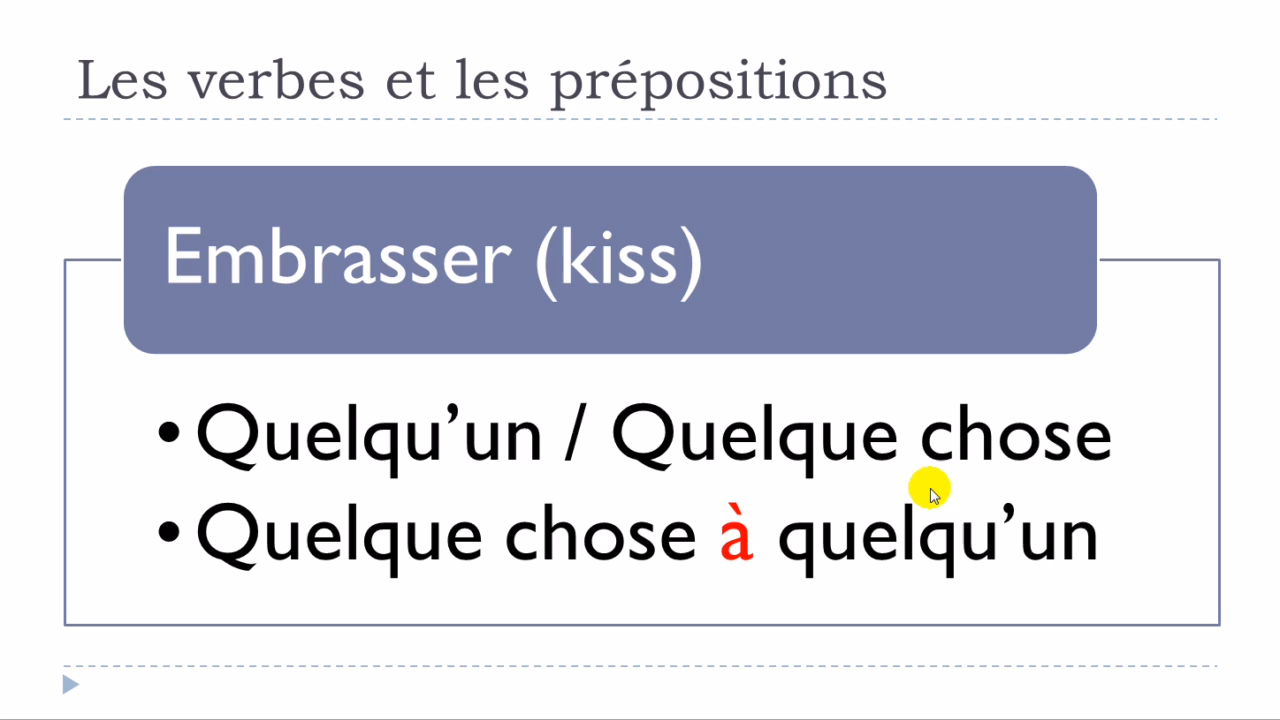 Les verbes et les prépositions
Embrasser (kiss)
• Quelqu’un / Quelque chose
• Quelque chose à quelqu’un